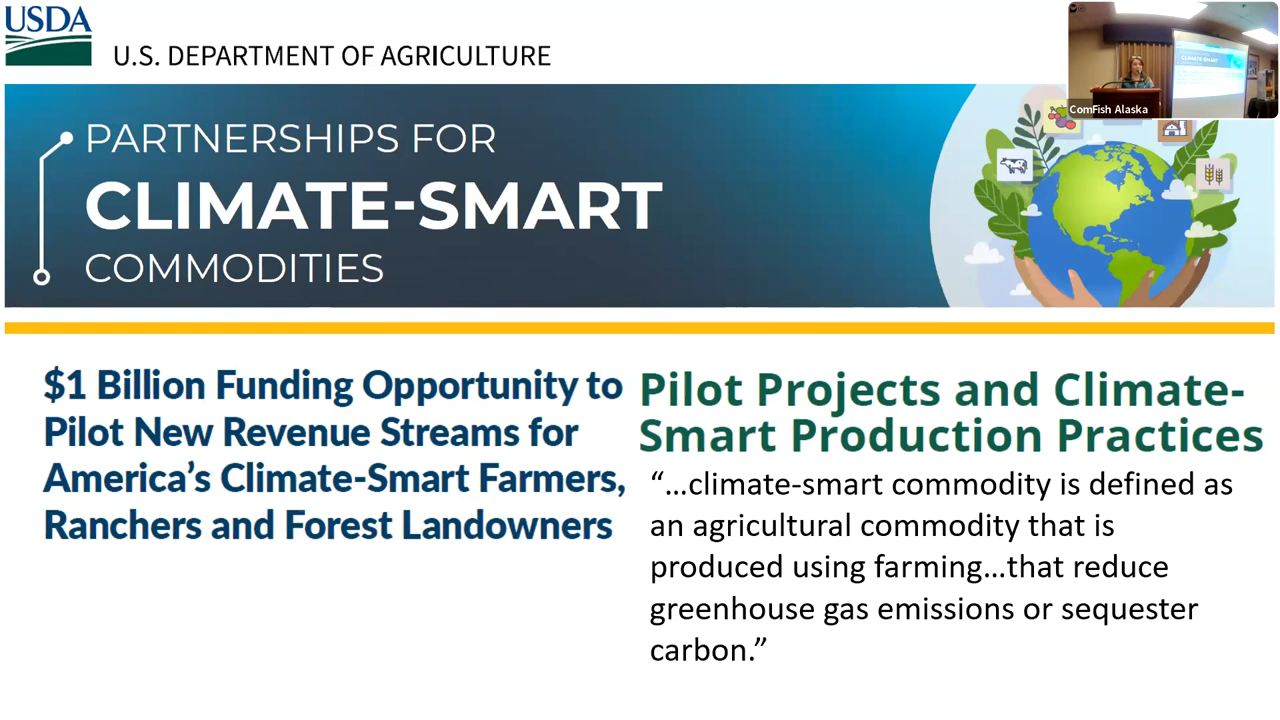 USDA
U.S. DEPARTMENT OF AGRICULTURE
ComFish Alaska
PARTNERSHIPS FOR
CLIMATE-SMART
COMMODITIES
$1 Billion Funding Opportunity to
Pilot New Revenue Streams for
America's Climate-Smart Farmers,
Ranchers and Forest Landowners
Pilot Projects and Climate-
Smart Production Practices
“…climate-smart commodity is defined as
an agricultural commodity that is
produced using farming…that reduce
greenhouse gas emissions or sequester
carbon.”